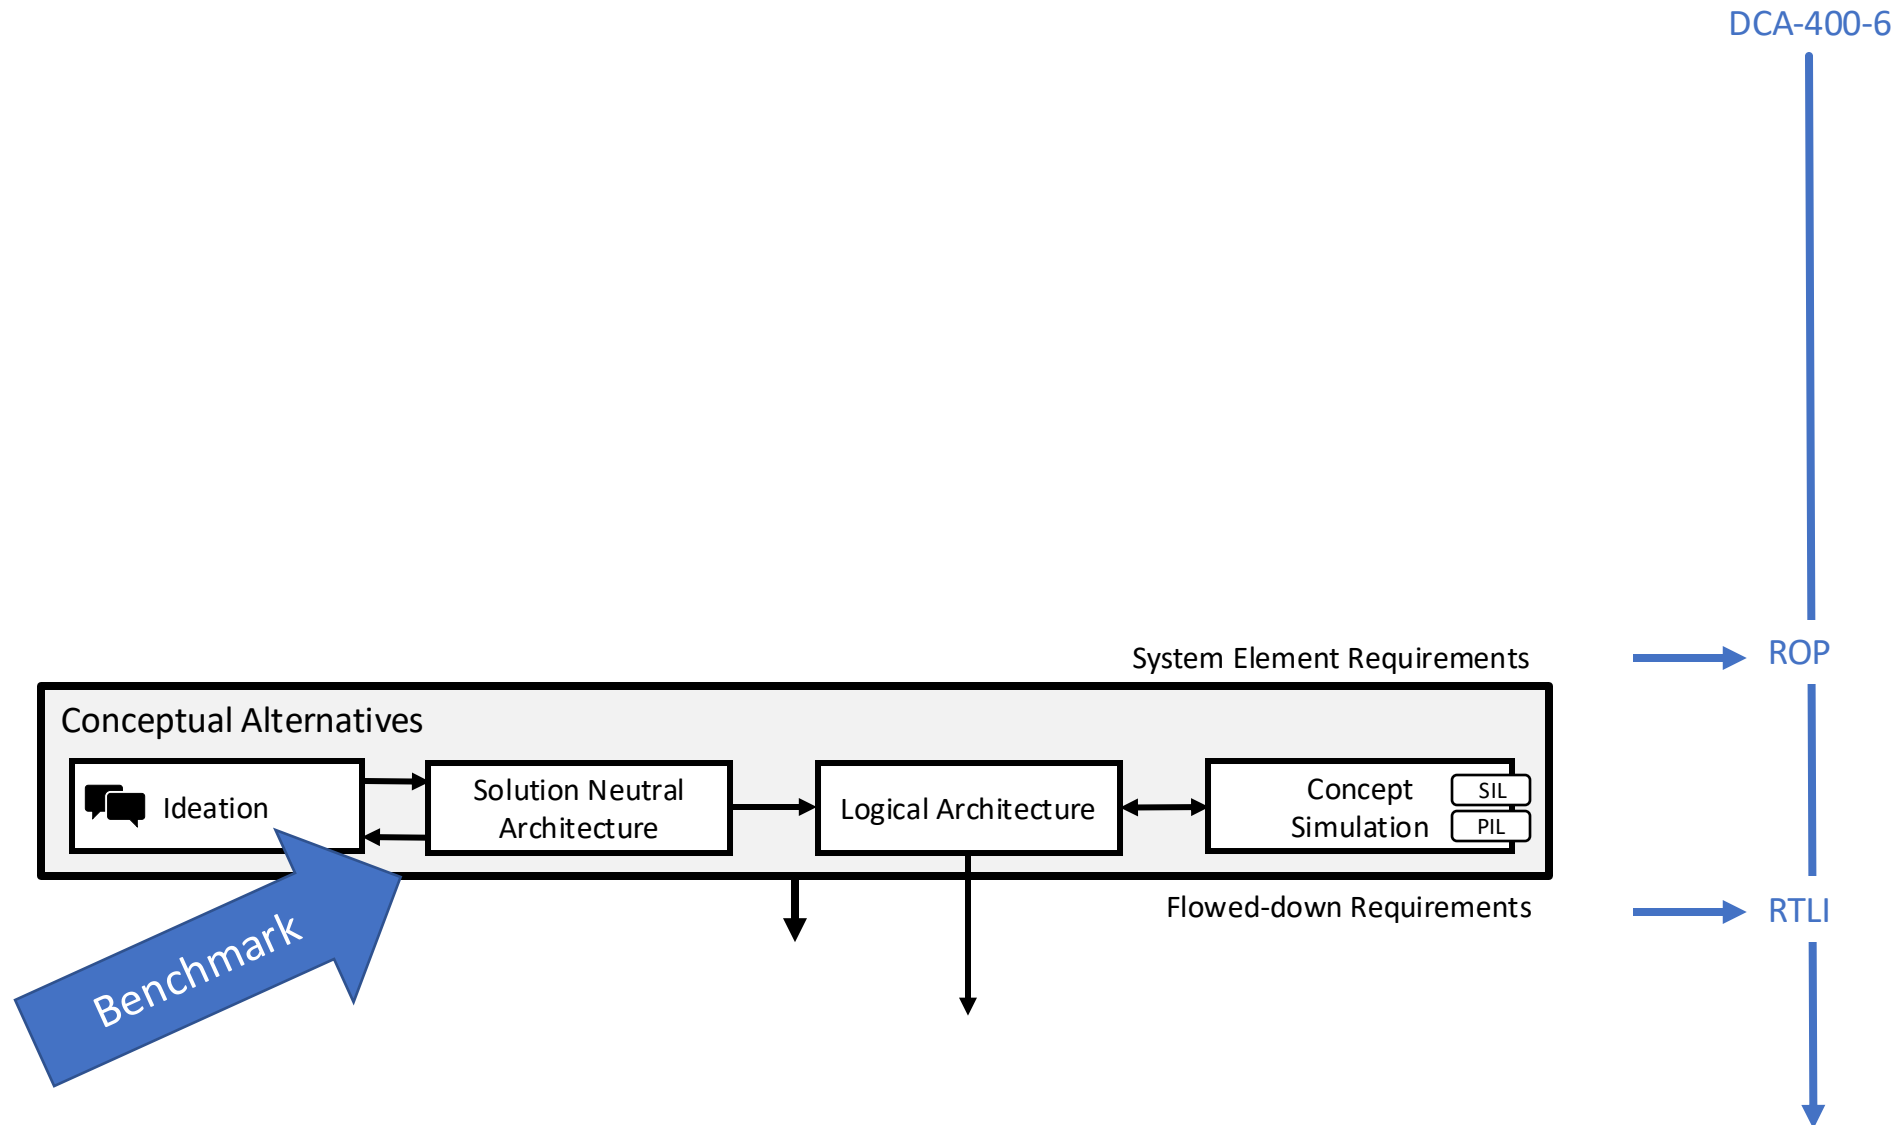 DCA-400-6
System Element Requirements
ROP
Conceptual Alternatives
Ideation
Solution Neutral
Architecture
Logical Architecture
Concept
Simulation
SIL
PIL
Flowed-down Requirements
RTLI
Benchmark